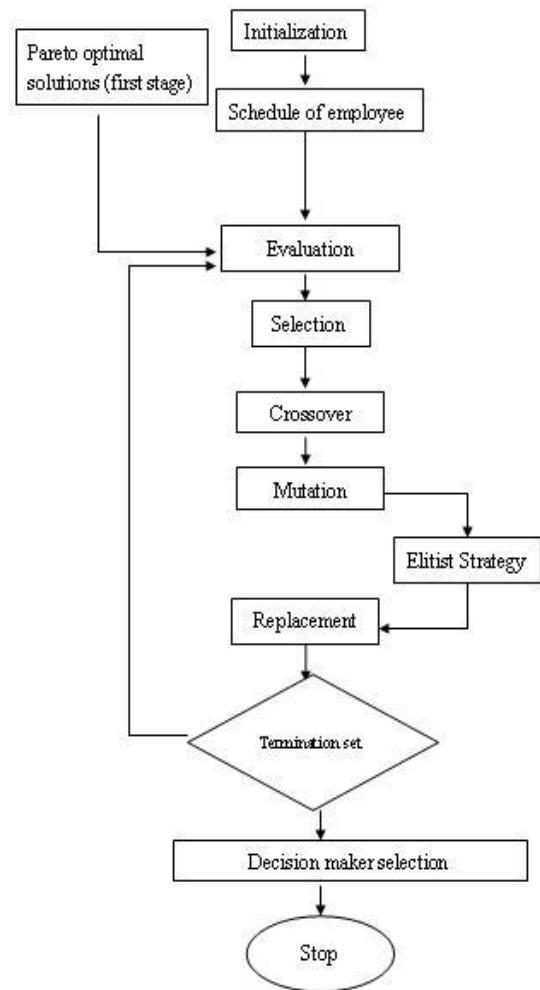 Initialization
Pareto optimal
solutions (first stage)
Schedule of employee
Evaluation
Selection
Crossover
Mutation
Elitist Strategy
Replacement
Termination set
Decision maker selection
Stop